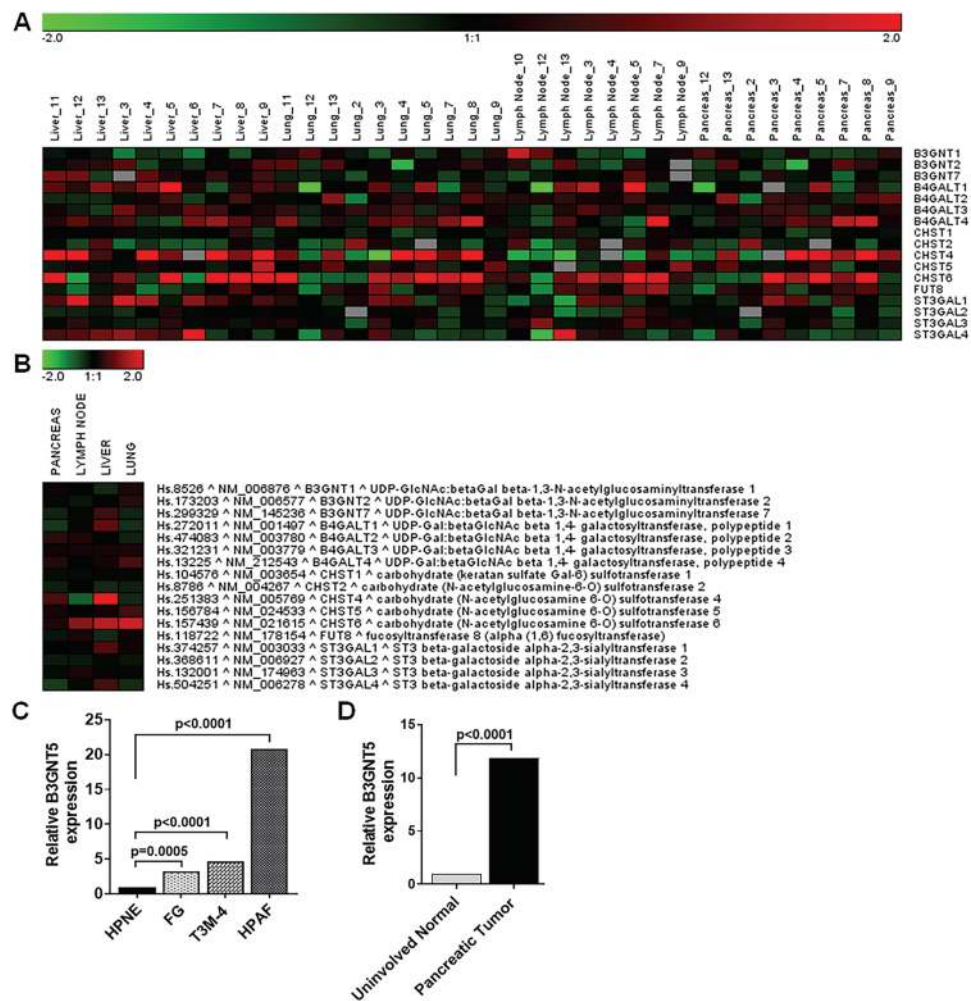 A
-2.0 1:1 2.0
Liver_11
Liver_12
Liver_13
Liver_3
Liver_4
Liver_5
Liver_6
Liver_7
Liver_8
Liver_9
Lung_11
Lung_12
Lung_13
Lung_2
Lung_3
Lung_4
Lung_5
Lung_7
Lung_8
Lung_9
Lymph Node_10
Lymph Node_12
Lymph Node_13
Lymph Node_3
Lymph Node_4
Lymph Node_5
Lymph Node_7
Lymph Node_9
Pancreas_12
Pancreas_13
Pancreas_2
Pancreas_3
Pancreas_4
Pancreas_5
Pancreas_7
Pancreas_8
Pancreas_9
B3GNT1
B3GNT2
B3GNT7
B4GALT1
B4GALT2
B4GALT3
B4GALT4
CHST1
CHST2
CHST4
CHST5
CHST6
FUT8
ST3GAL1
ST3GAL2
ST3GAL3
ST3GAL4
B
-2.0 1:1 2.0
PANCREAS
LYMPH NODE
LIVER
LUNG
Hs.8526 ^ NM_006876 ^ B3GNT1 ^ UDP-GlcNAc:betaGal beta-1,3-N-acetylglucosaminyltransferase 1
Hs.173203 ^ NM_006577 ^ B3GNT2 ^ UDP-GlcNAc:betaGal beta-1,3-N-acetylglucosaminyltransferase 2
Hs.299329 ^ NM_145236 ^ B3GNT7 ^ UDP-GlcNAc:betaGal beta-1,3-N-acetylglucosaminyltransferase 7
Hs.272011 ^ NM_001497 ^ B4GALT1 ^ UDP-Gal:betaGlcNAc beta 1,4- galactosyltransferase, polypeptide 1
Hs.474083 ^ NM_003780 ^ B4GALT2 ^ UDP-Gal:betaGlcNAc beta 1,4- galactosyltransferase, polypeptide 2
Hs.321231 ^ NM_003779 ^ B4GALT3 ^ UDP-Gal:betaGlcNAc beta 1,4- galactosyltransferase, polypeptide 3
Hs.13225 ^ NM_212543 ^ B4GALT4 ^ UDP-Gal:betaGlcNAc beta 1,4- galactosyltransferase, polypeptide 4
Hs.104576 ^ NM_003654 ^ CHST1 ^ carbohydrate (keratan sulfate Gal-6) sulfotransferase 1
Hs.8786 ^ NM_004267 ^ CHST2 ^ carbohydrate (N-acetylglucosamine-6-O) sulfotransferase 2
Hs.251383 ^ NM_005769 ^ CHST4 ^ carbohydrate (N-acetylglucosamine 6-O) sulfotransferase 4
Hs.156784 ^ NM_024533 ^ CHST5 ^ carbohydrate (N-acetylglucosamine 6-O) sulfotransferase 5
Hs.157439 ^ NM_021615 ^ CHST6 ^ carbohydrate (N-acetylglucosamine 6-O) sulfotransferase 6
Hs.118722 ^ NM_178154 ^ FUT8 ^ fucosyltransferase 8 (alpha (1,6) fucosyltransferase)
Hs.374257 ^ NM_003033 ^ ST3GAL1 ^ ST3 beta-galactoside alpha-2,3-sialyltransferase 1
Hs.368611 ^ NM_006927 ^ ST3GAL2 ^ ST3 beta-galactoside alpha-2,3-sialyltransferase 2
Hs.132001 ^ NM_174963 ^ ST3GAL3 ^ ST3 beta-galactoside alpha-2,3-sialyltransferase 3
Hs.504251 ^ NM_006278 ^ ST3GAL4 ^ ST3 beta-galactoside alpha-2,3-sialyltransferase 4
C
Relative B3GNT5
expression
25
20
15
10
5
0
p<0.0001
p<0.0001
p=0.0005
HPNE
FG
T3M-4
HPAF
D
Relative B3GNT5
expression
15
10
5
0
p<0.0001
Uninvolved Normal
Pancreatic Tumor